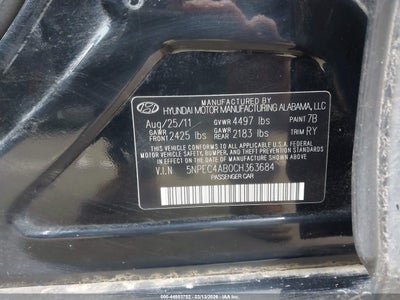 MANUFACTURED BY
HYUNDAI MOTOR MANUFACTURING ALABAMA, LLC
Aug/25/11 GVWR 4497 lbs PAINT 7B
GAWR FRONT 2425 lbs GAWR REAR 2183 lbs TRIM RY
THIS VEHICLE CONFORMS TO ALL APPLICABLE U.S. FEDERAL
MOTOR VEHICLE SAFETY, BUMPER, AND THEFT PREVENTION
STANDARDS IN EFFECT ON THE DATE OF MANUFACTURE SHOWN ABOVE.
V.I.N 5NPEC4AB0CH363684
PASSENGER CAR